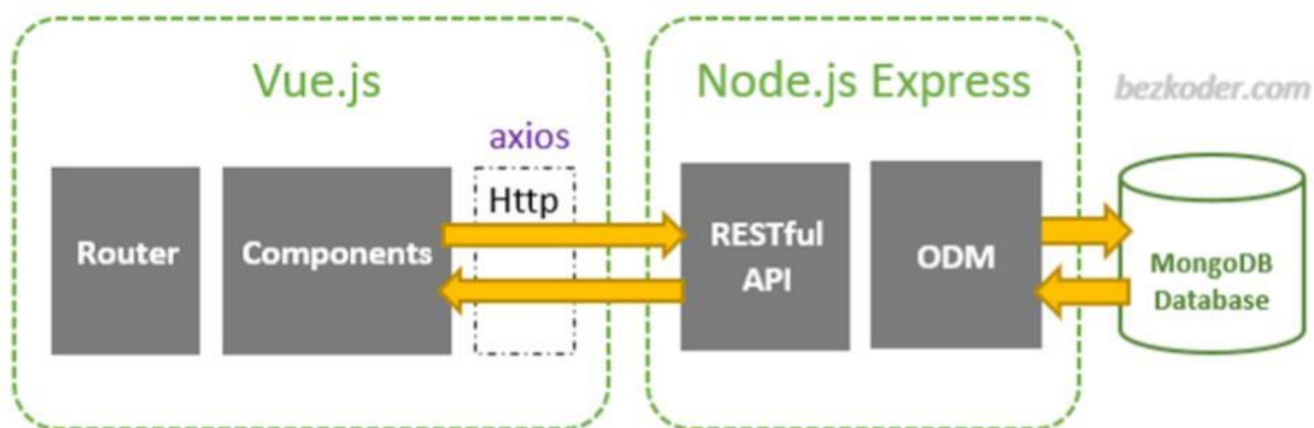 Vue.js
Node.js Express
bezkoder.com
axios
Http
Router
Components
RESTful
API
ODM
MongoDB
Database